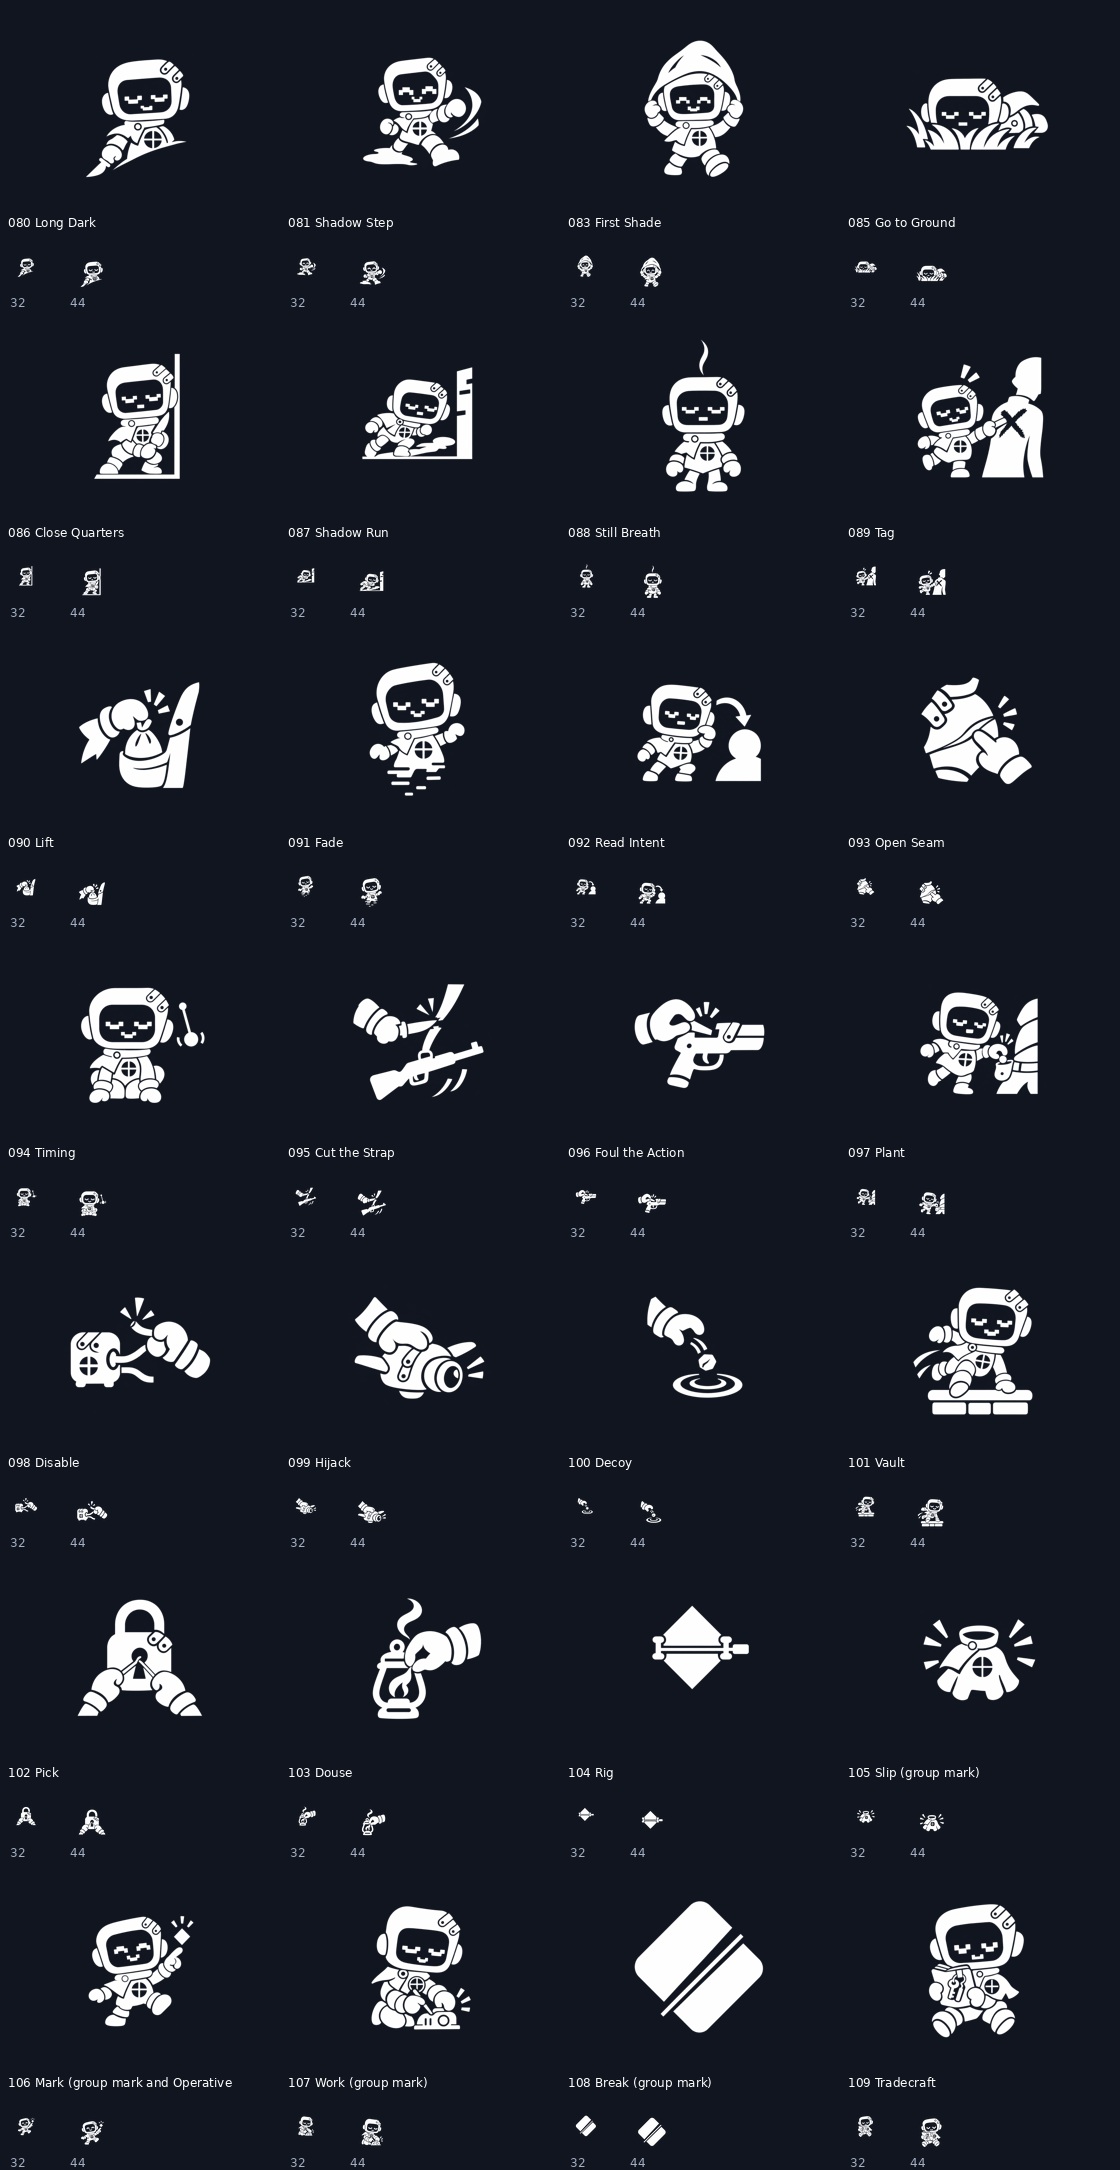 080 Long Dark
081 Shadow Step
083 First Shade
085 Go to Ground
32 44 32 44 32 44 32 44
086 Close Quarters
087 Shadow Run
088 Still Breath
089 Tag
32 44 32 44 32 44 32 44
090 Lift
091 Fade
092 Read Intent
093 Open Seam
32 44 32 44 32 44 32 44
094 Timing
095 Cut the Strap
096 Foul the Action
097 Plant
32 44 32 44 32 44 32 44
098 Disable
099 Hijack
100 Decoy
101 Vault
32 44 32 44 32 44 32 44
102 Pick
103 Douse
104 Rig
105 Slip (group mark)
32 44 32 44 32 44 32 44
106 Mark (group mark and Operative
107 Work (group mark)
108 Break (group mark)
109 Tradecraft
32 44 32 44 32 44 32 44